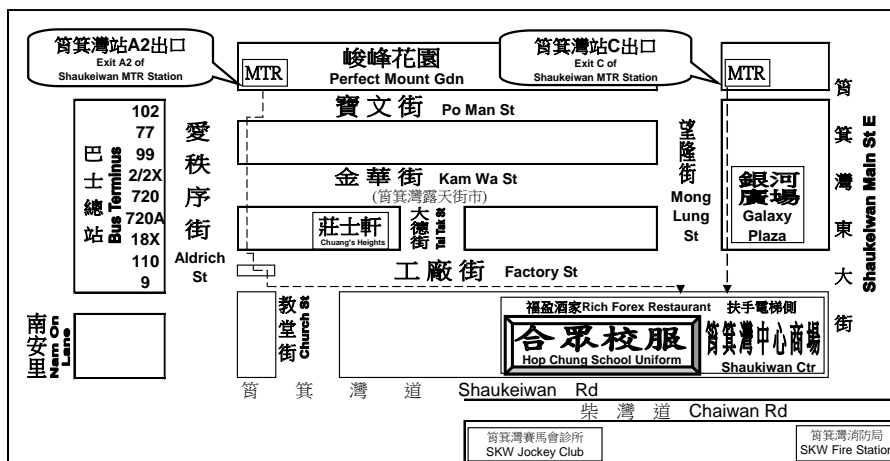 筲箕灣站A2出口
Exit A2 of
Shaukeiwan MTR Station
MTR
峻峰花園
Perfect Mount Gdn
筲箕灣站C出口
Exit C of
Shaukeiwan MTR Station
MTR
寶文街 Po Man St
金華街 Kam Wa St
(筲箕灣露天街市)
巴士總站
Bus Terminus
102
77
99
2/2X
720
720A
18X
110
9
愛秩序街
Aldrich
St
莊士軒
Chuang's Heights
大德街
Tai Tak St
望隆街
Mong
Lung
St
銀河
廣場
Galaxy
Plaza
筲箕灣東大街
Shaukeiwan Main St E
工廠街 Factory St
南安里
Nam On
Lane
教堂街
Church St
福盈酒家Rich Forex Restaurant 扶手電梯側
合眾校服
Hop Chung School Uniform
筲箕灣中心商場
Shaukiwan Ctr
筲箕灣道 Shaukeiwan Rd
柴灣道 Chaiwan Rd
筲箕灣賽馬會診所
SKW Jockey Club
筲箕灣消防局
SKW Fire Station